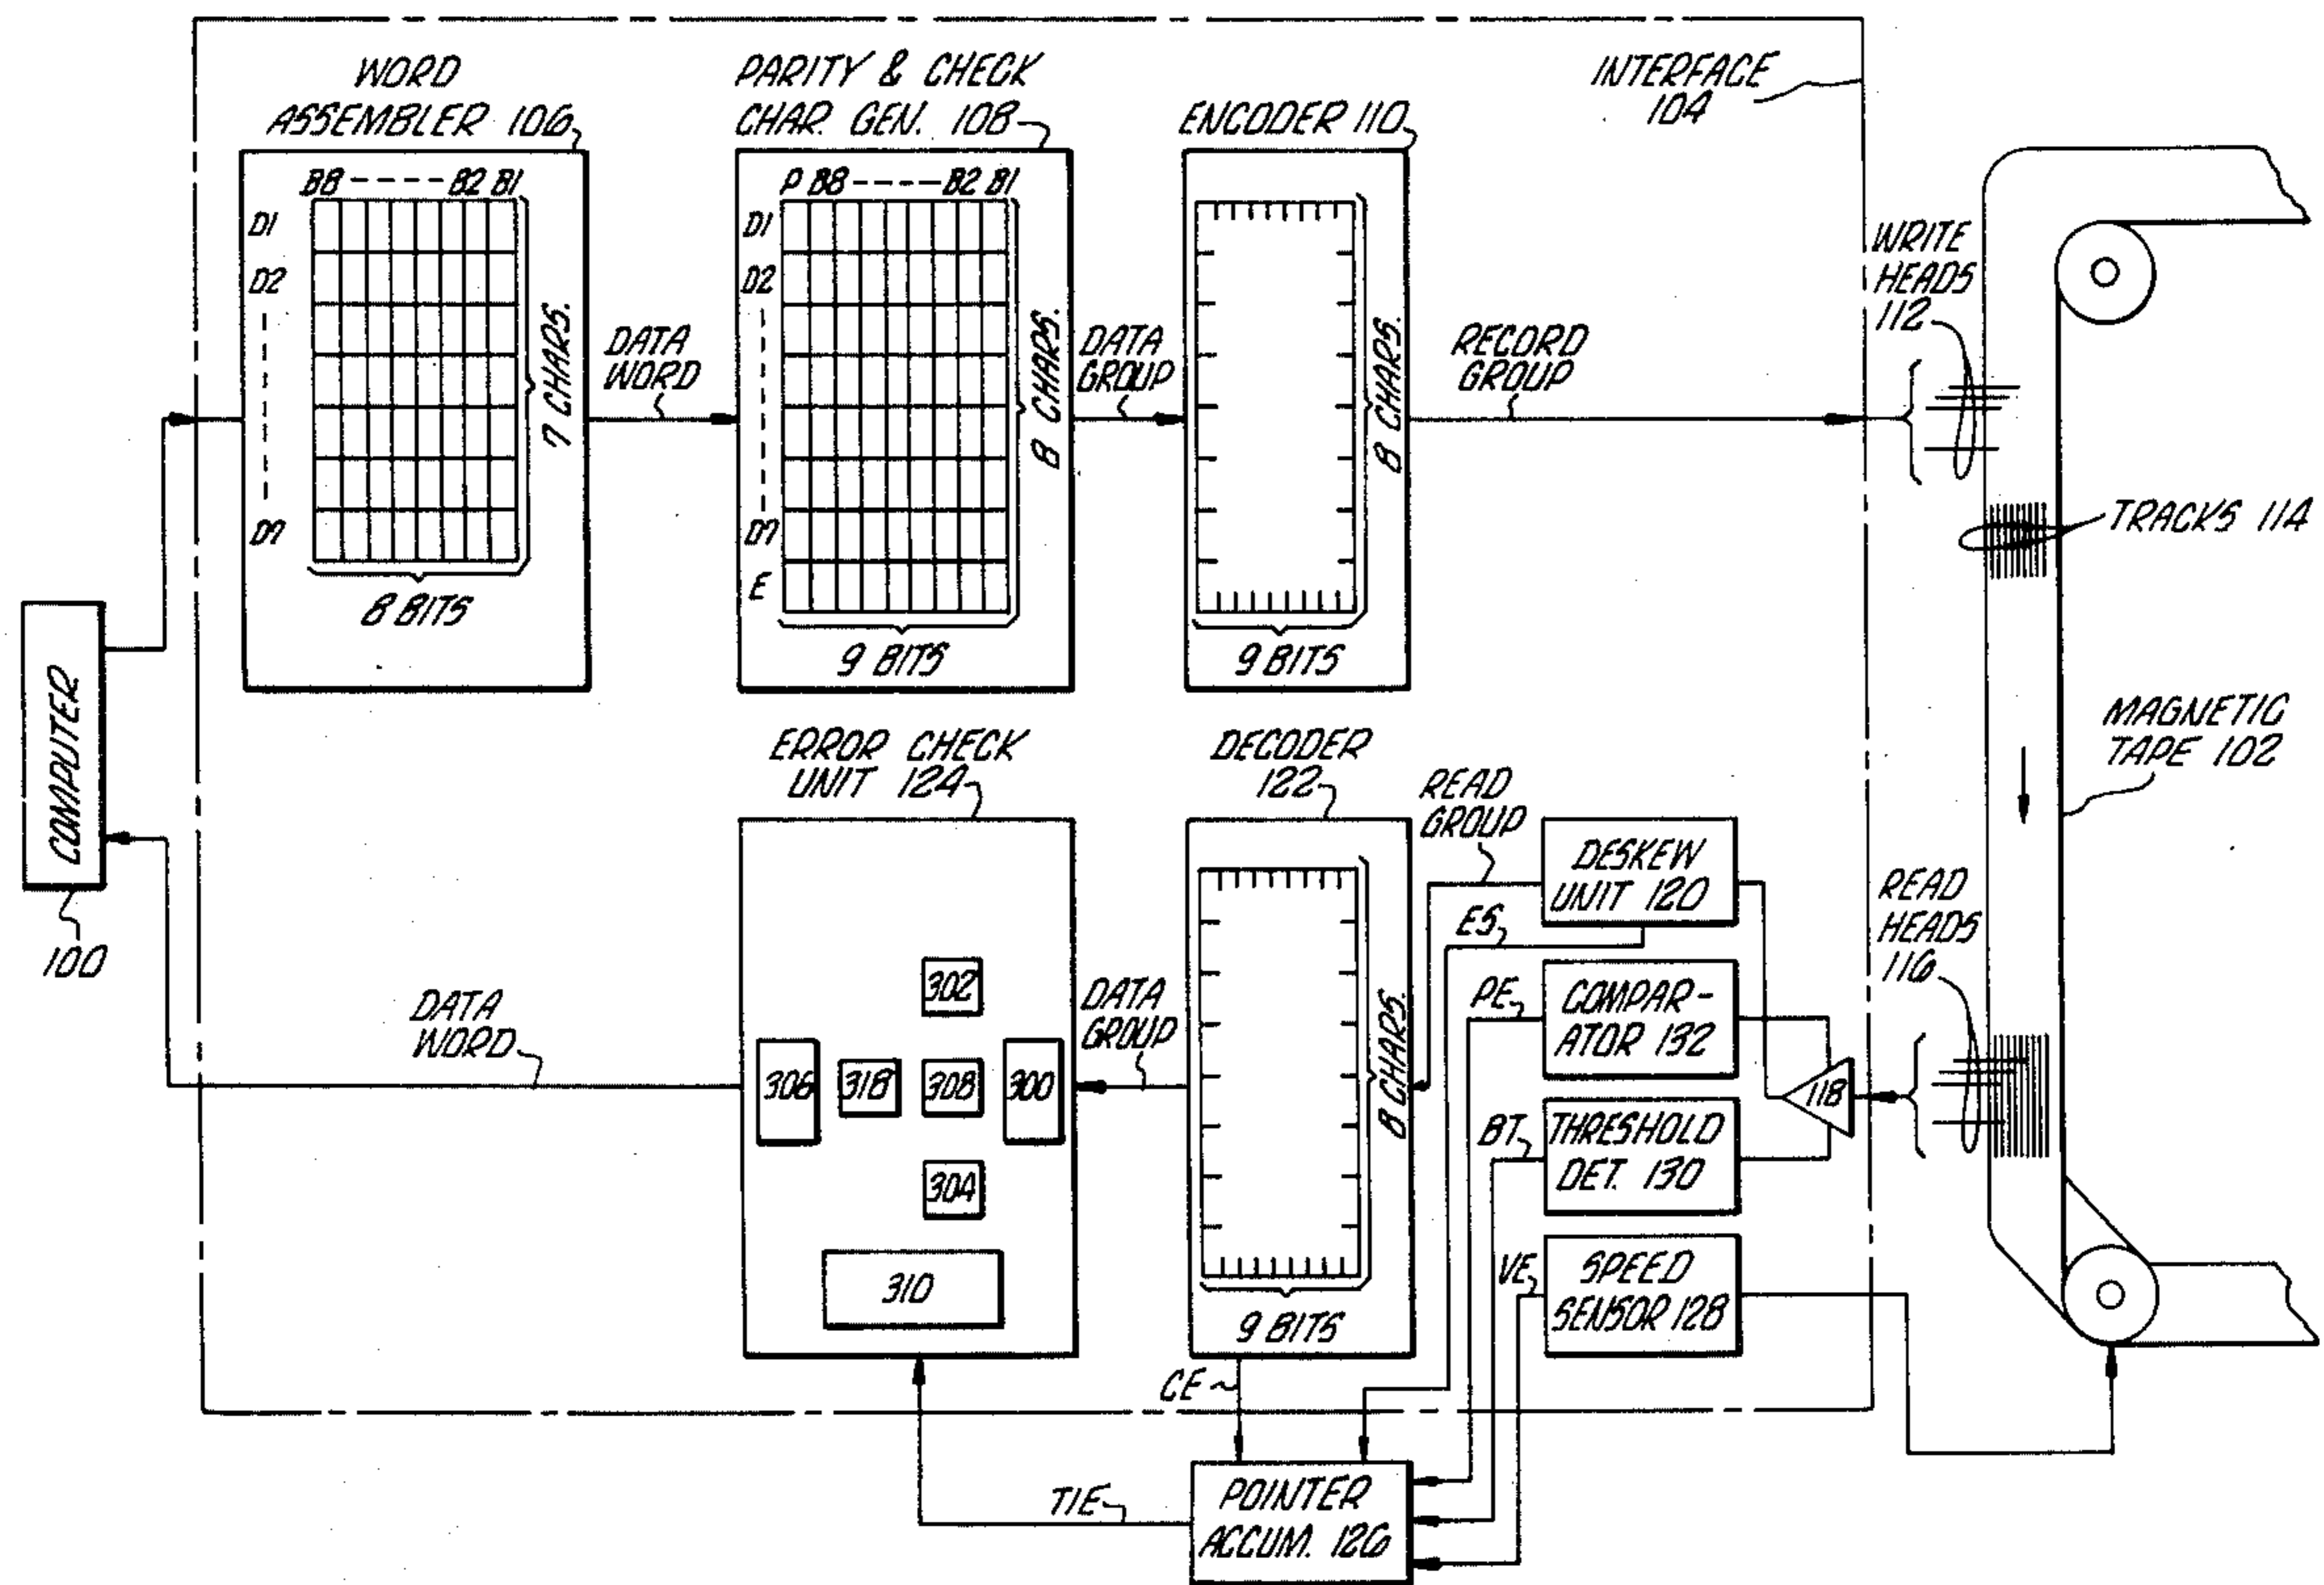 WORD
ASSEMBLER 106
B8 ----- B2 B1
D1
D2
D7
7 CHARS.
8 BITS
DATA
WORD
PARITY & CHECK
CHAR. GEN. 108
P B8 ----- B2 B1
D1
D2
D7
E
8 CHARS.
9 BITS
DATA
GROUP
ENCODER 110
8 CHARS.
9 BITS
RECORD
GROUP
INTERFACE
104
WRITE
HEADS
112
TRACKS 114
MAGNETIC
TAPE 102
READ
HEADS
116
COMPUTER
100
DATA
WORD
ERROR CHECK
UNIT 124
302
306
318
308
300
304
310
DATA
GROUP
DECODER
122
8 CHARS.
9 BITS
READ
GROUP
DESKEW
UNIT 120
ES
PE
COMPAR-
ATOR 132
118
BT
THRESHOLD
DET. 130
VE
SPEED
SENSOR 128
CE
TIE
POINTER
ACCUM. 126